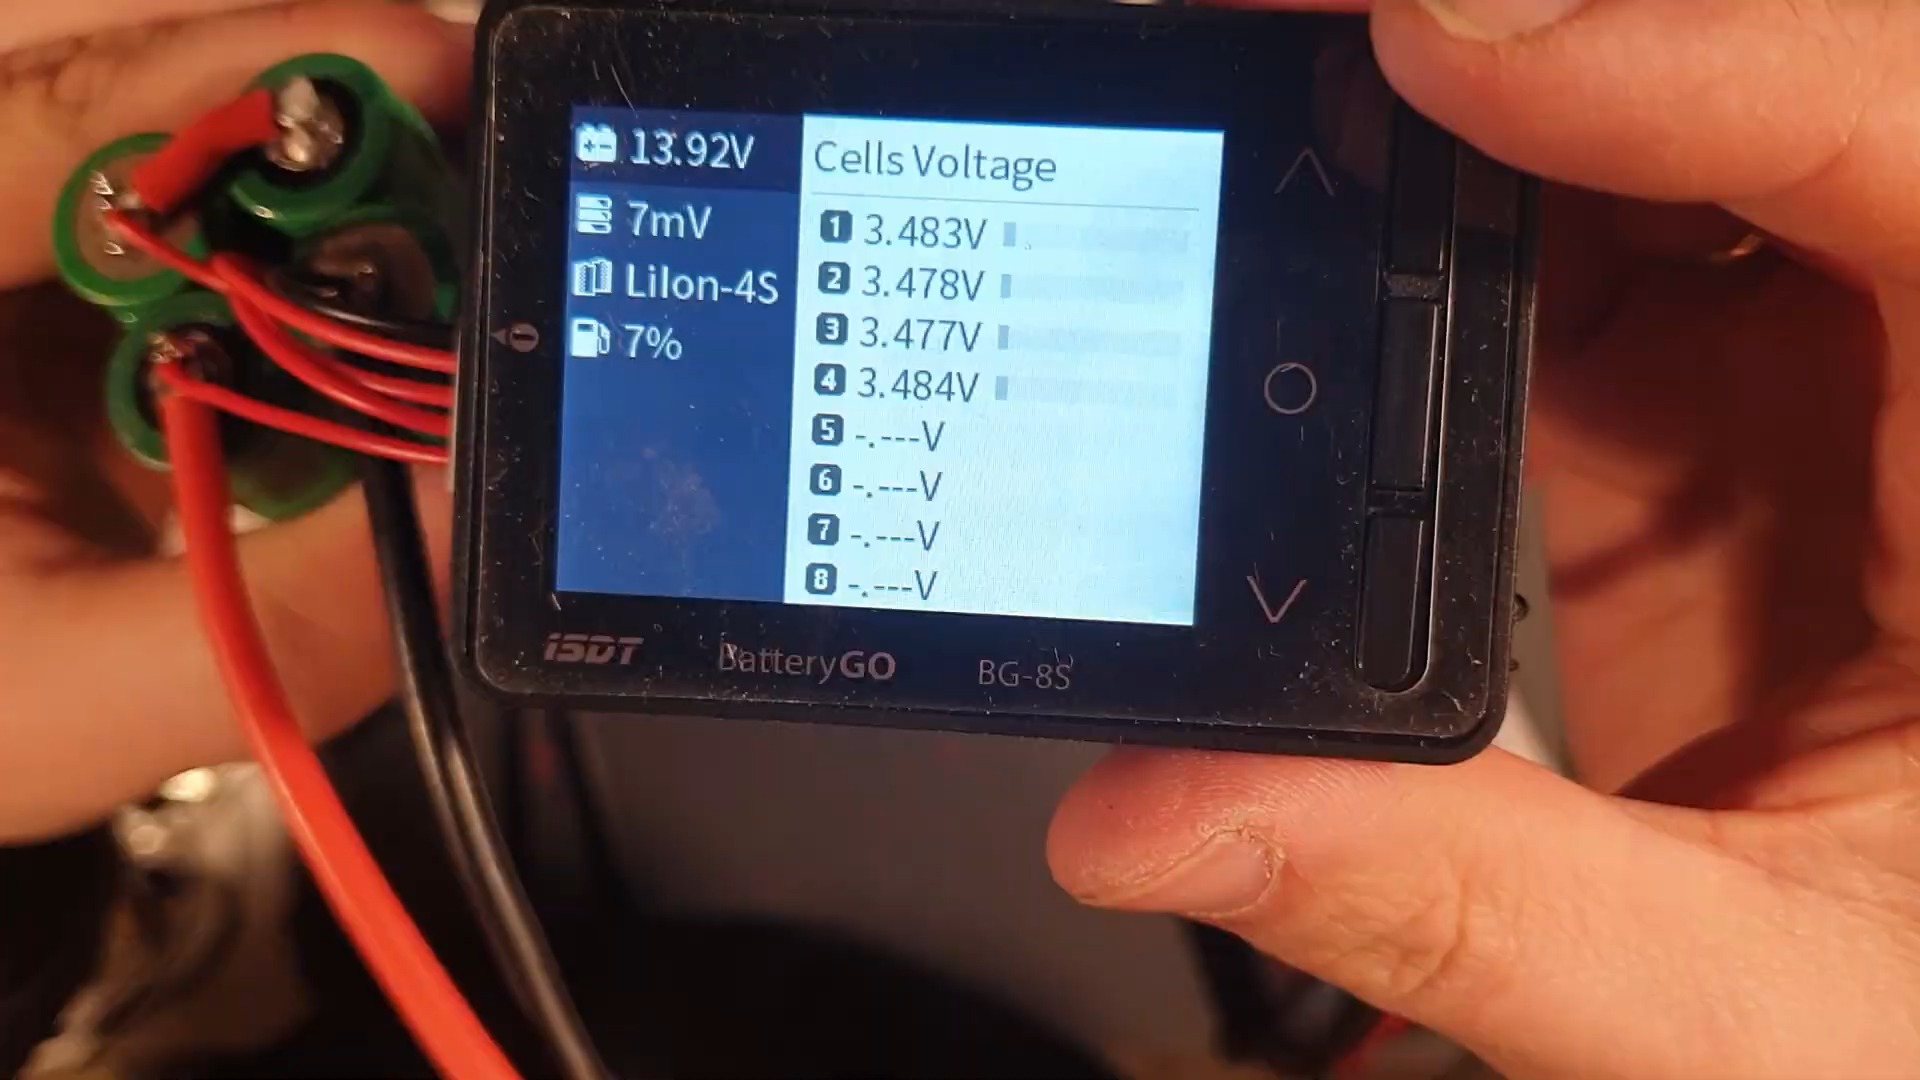 13.92V
7mV
LiIon-4S
7%
Cells Voltage
1 3.483V
2 3.478V
3 3.477V
4 3.484V
5 -.---V
6 -.---V
7 -.---V
8 -.---V
iSDT BatteryGO BG-8S